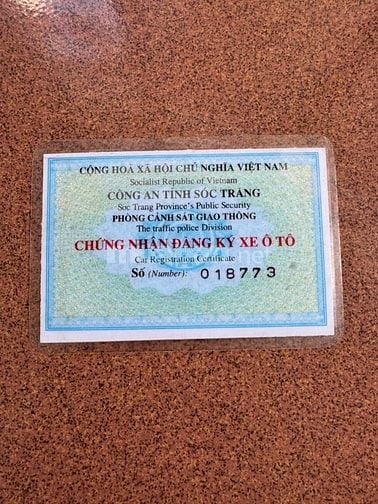 CỘNG HOÀ XÃ HỘI CHỦ NGHĨA VIỆT NAM
Socialist Republic of Vietnam
CÔNG AN TỈNH SÓC TRĂNG
Soc Trang Province's Public Security
PHÒNG CẢNH SÁT GIAO THÔNG
The traffic police Division
CHỨNG NHẬN ĐĂNG KÝ XE Ô TÔ
Car Registration Certificate
Số (Number): 018773